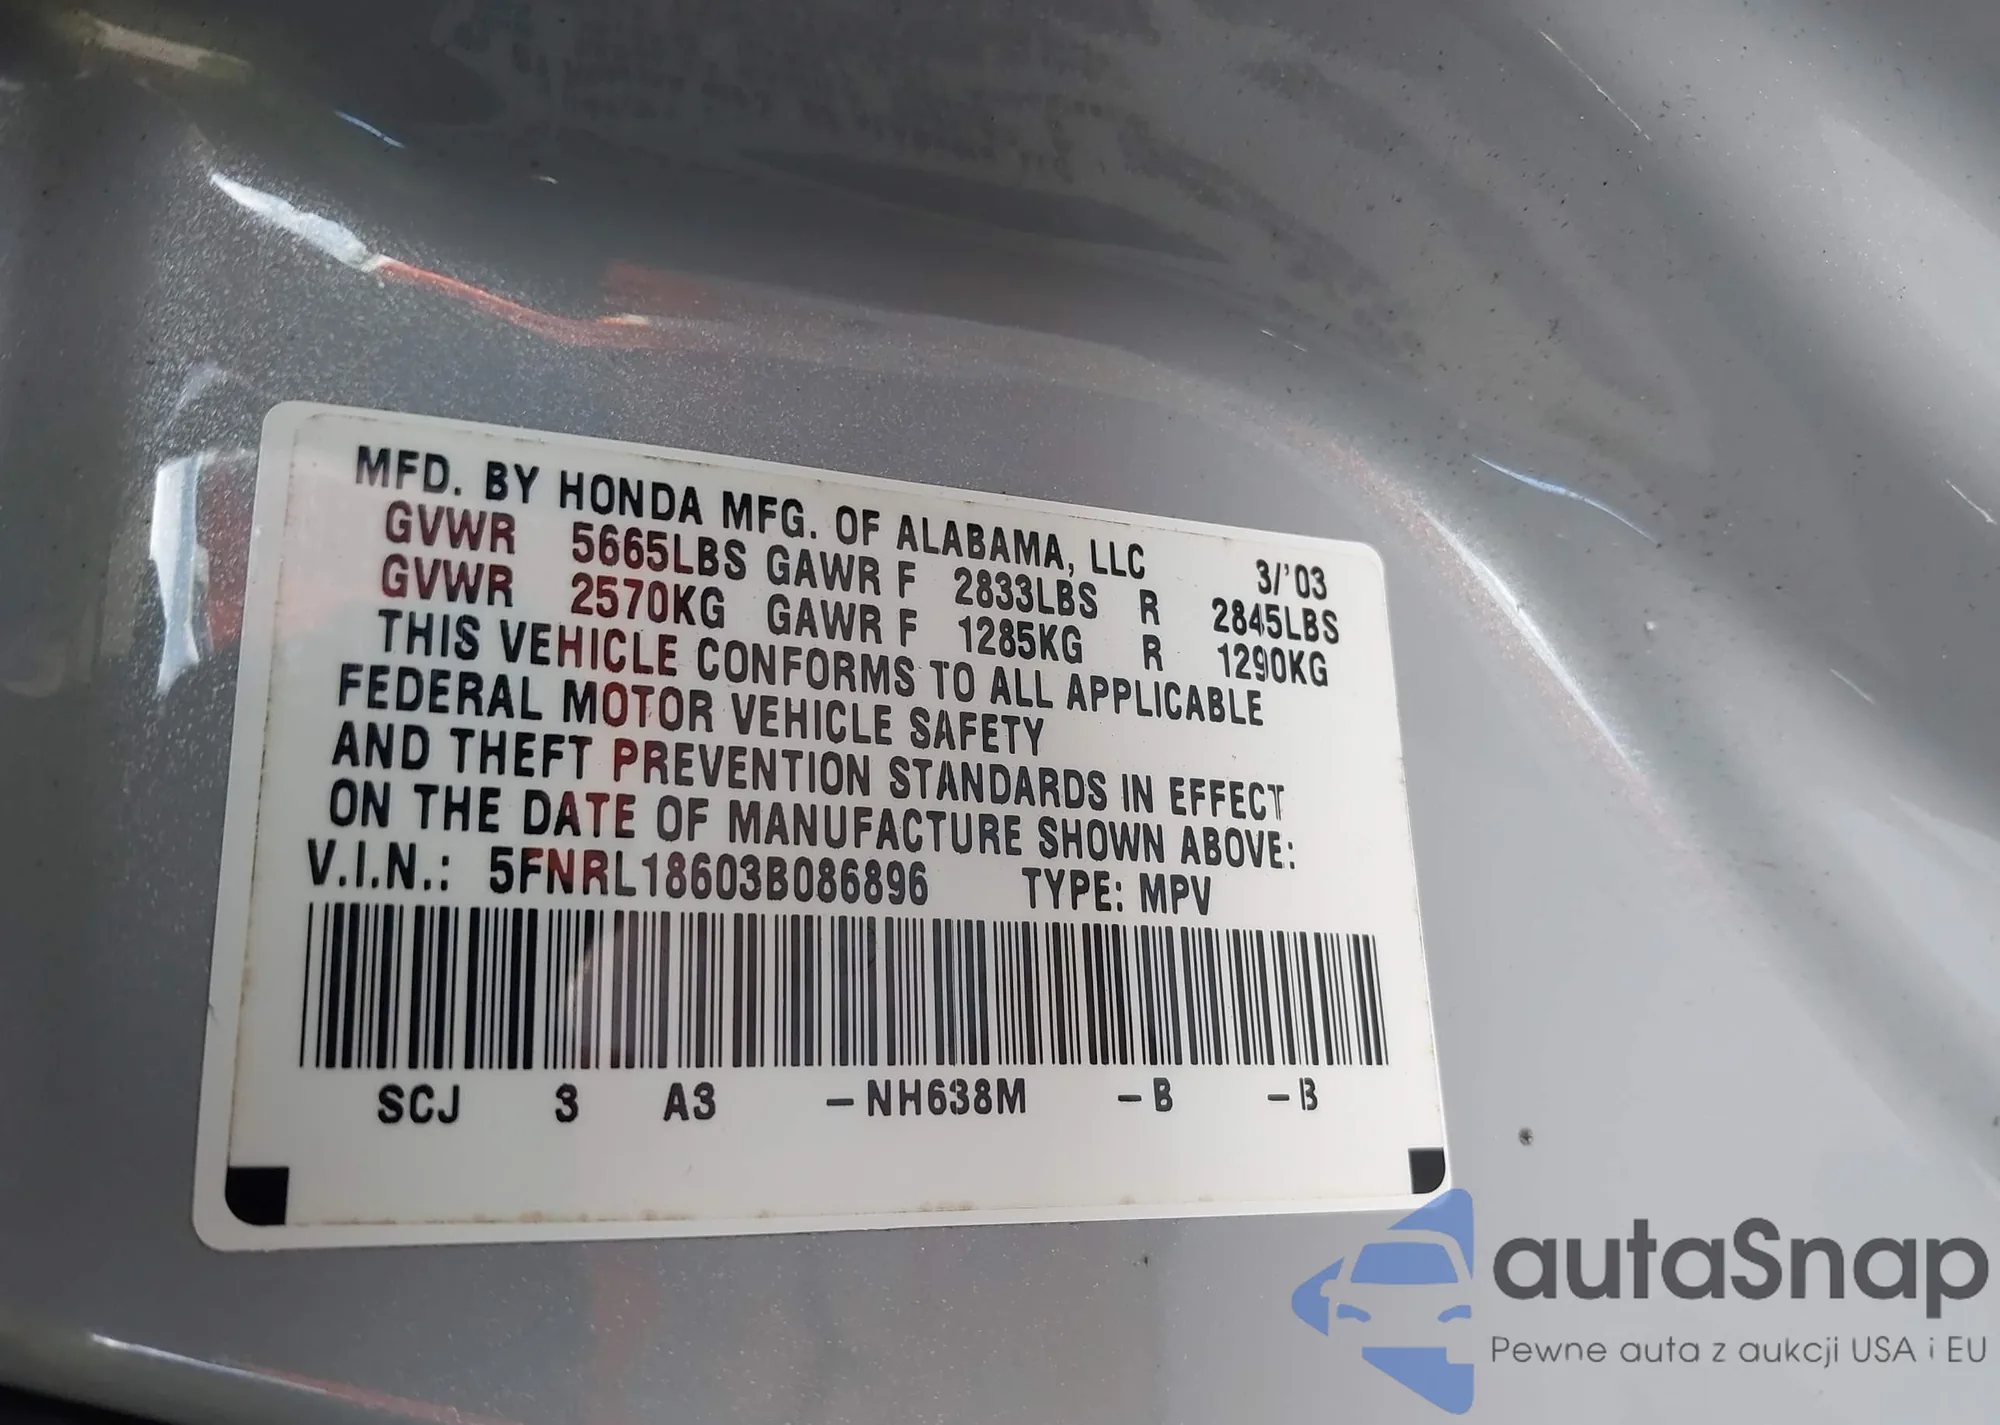 MFD. BY HONDA MFG. OF ALABAMA, LLC 3/'03
GVWR 5665LBS GAWR F 2833LBS R 2845LBS
GVWR 2570KG GAWR F 1285KG R 1290KG
THIS VEHICLE CONFORMS TO ALL APPLICABLE
FEDERAL MOTOR VEHICLE SAFETY
AND THEFT PREVENTION STANDARDS IN EFFECT
ON THE DATE OF MANUFACTURE SHOWN ABOVE:
V.I.N.: 5FNRL18603B086896 TYPE: MPV
SCJ 3 A3 –NH638M –B –B
autaSnap
Pewne auta z aukcji USA i EU